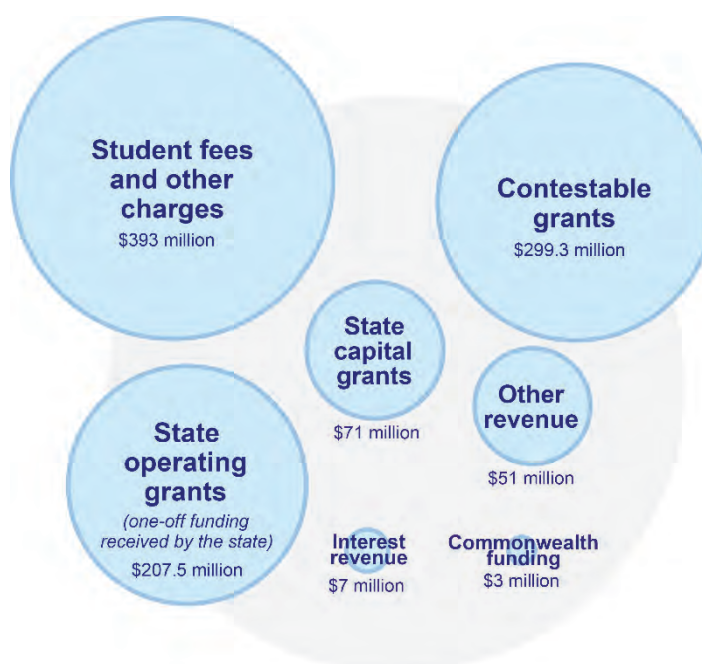 Student fees
and other
charges
$393 million
Contestable
grants
$299.3 million
State
capital
grants
$71 million
Other
revenue
$51 million
State
operating
grants
(one-off funding
received by the state)
$207.5 million
Interest
revenue
$7 million
Commonwealth
funding
$3 million